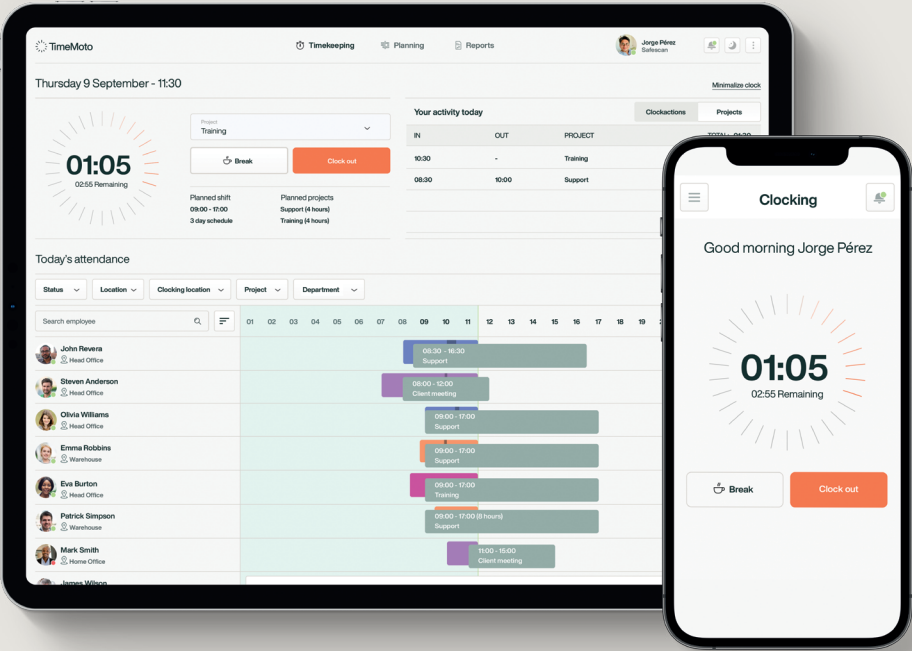 TimeMoto
Timekeeping
Planning
Reports
Jorge Pérez
Safescan
Thursday 9 September - 11:30
Minimalize clock
01:05
02:55 Remaining
Project
Training
Break
Clock out
Planned shift
09:00 - 17:00
3 day schedule
Planned projects
Support (4 hours)
Training (4 hours)
Your activity today
Clockactions
Projects
IN OUT PROJECT
10:30 - Training
08:30 10:00 Support
Today's attendance
Status
Location
Clocking location
Project
Department
Search employee
01 02 03 04 05 06 07 08 09 10 11 12 13 14 15 16 17 18 19
John Revera
Head Office
08:30 - 16:30
Support
Steven Anderson
Head Office
08:00 - 12:00
Client meeting
Olivia Williams
Head Office
09:00 - 17:00
Support
Emma Robbins
Warehouse
09:00 - 17:00
Support
Eva Burton
Head Office
09:00 - 17:00
Training
Patrick Simpson
Warehouse
09:00 - 17:00 (8 hours)
Support
Mark Smith
Home Office
11:00 - 15:00
Client meeting
James Wilson
Clocking
Good morning Jorge Pérez
01:05
02:55 Remaining
Break
Clock out